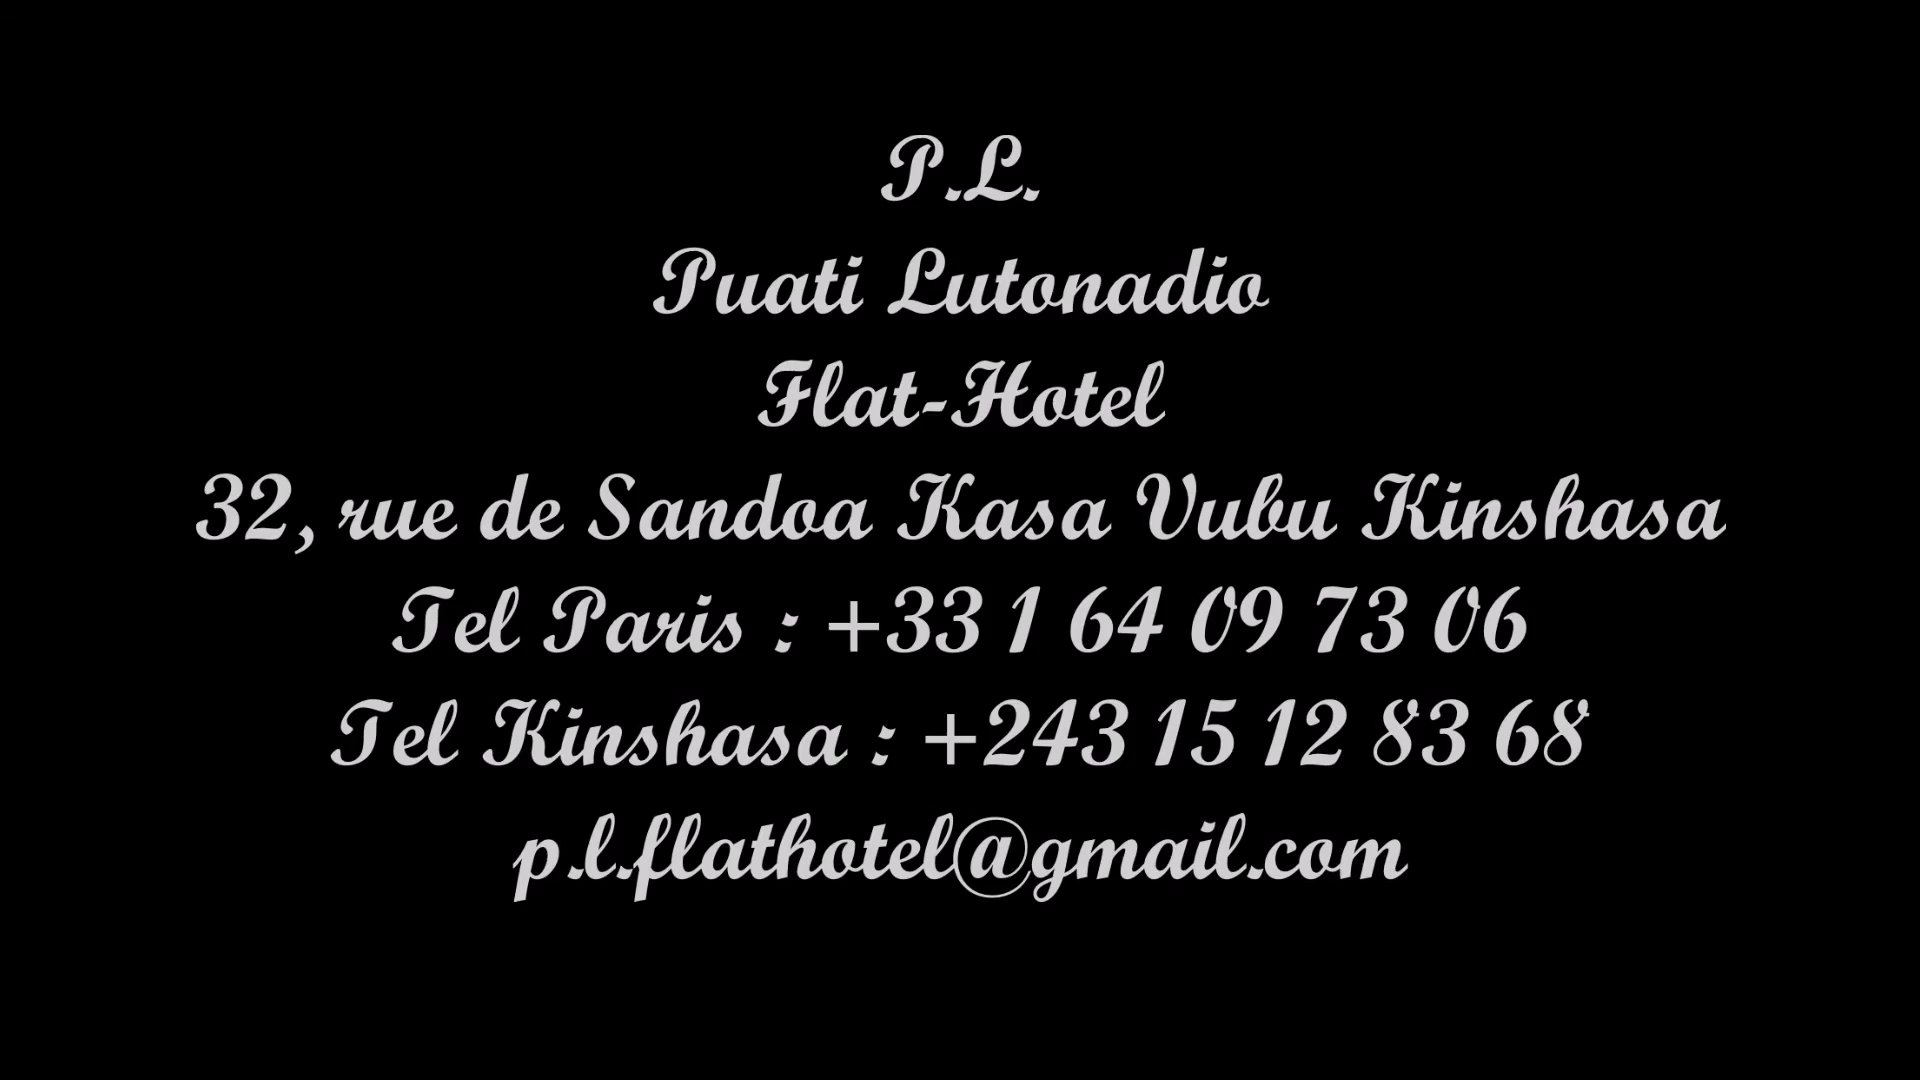 P.L.
Puati Lutonadio
Flat-Hotel
32, rue de Sandoa Kasa Vubu Kinshasa
Tel Paris : +33 1 64 09 73 06
Tel Kinshasa : +243 15 12 83 68
p.l.flathotel@gmail.com